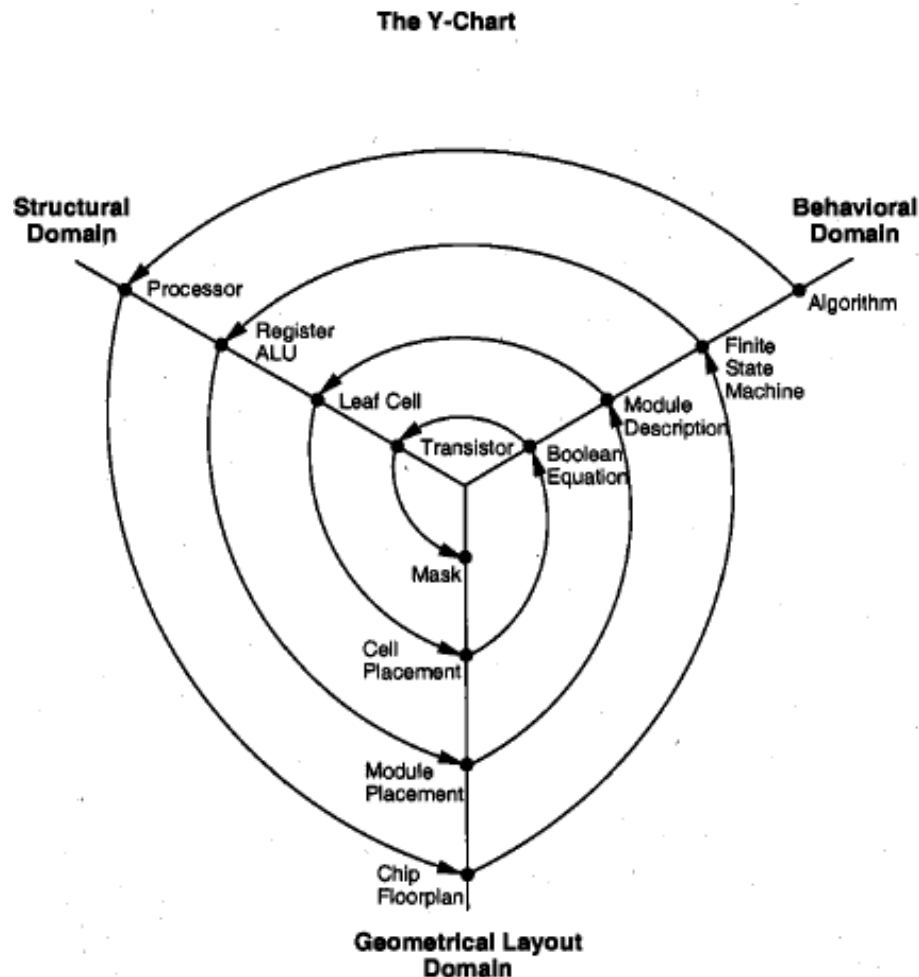 The Y-Chart
Structural
Domain
Behavioral
Domain
Processor
Algorithm
Register
ALU
Finite
State
Machine
Leaf Cell
Module
Description
Transistor
Boolean
Equation
Mask
Cell
Placement
Module
Placement
Chip
Floorplan
Geometrical Layout
Domain